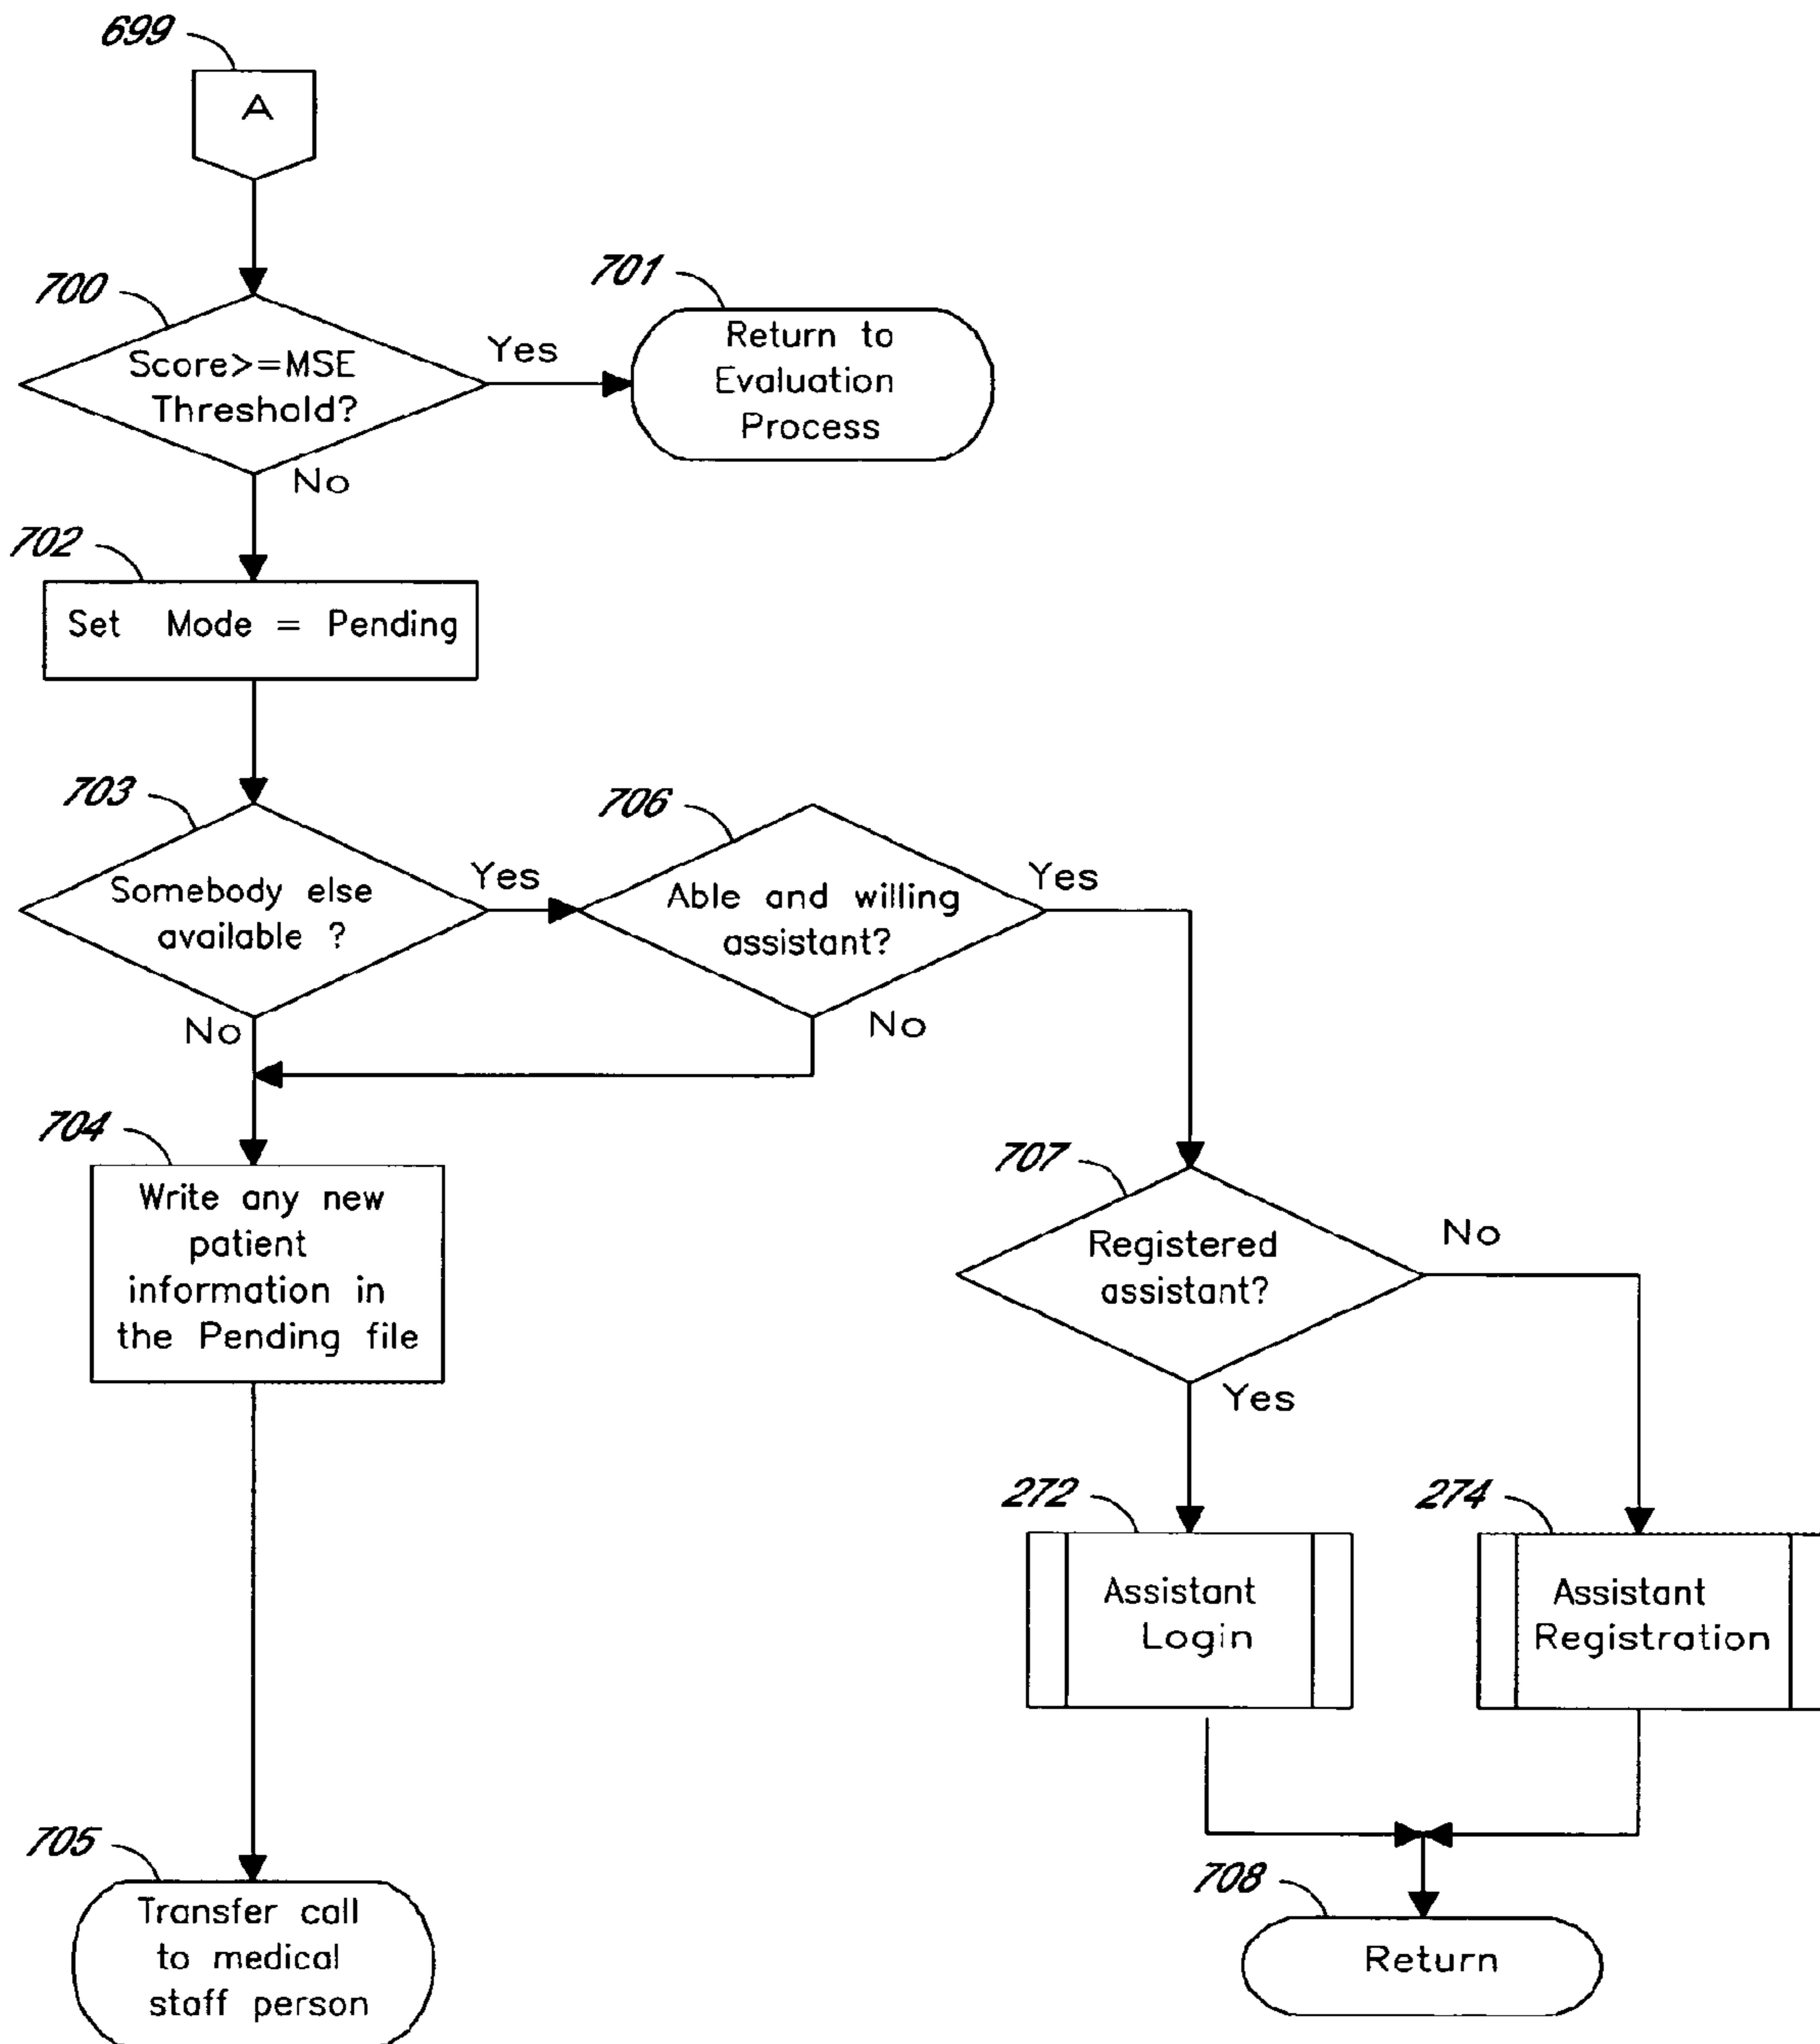 699
A
700
Score>=MSE
Threshold?
Yes
No
701
Return to
Evaluation
Process
702
Set Mode = Pending
703
Somebody else
available ?
Yes
No
706
Able and willing
assistant?
Yes
No
704
Write any new
patient
information in
the Pending file
707
Registered
assistant?
No
Yes
272
Assistant
Login
274
Assistant
Registration
705
Transfer call
to medical
staff person
708
Return